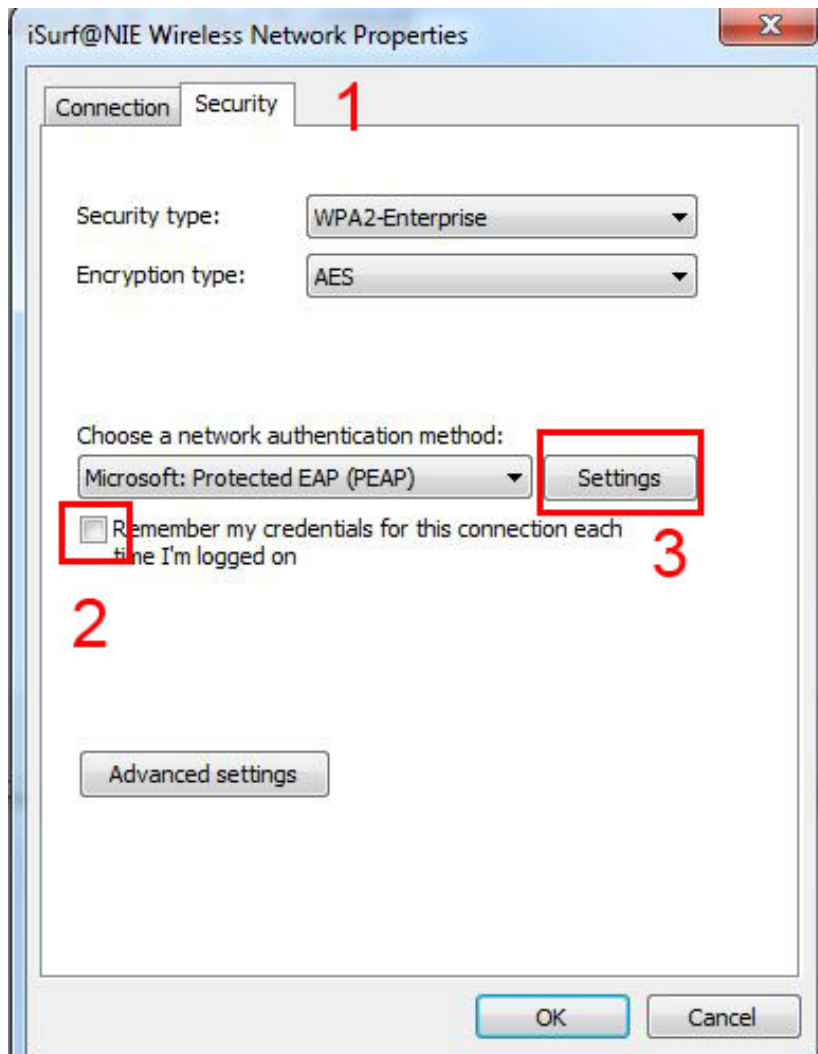 iSurf@NIE Wireless Network Properties
X
Connection Security 1
Security type: WPA2-Enterprise
Encryption type: AES
Choose a network authentication method:
Microsoft: Protected EAP (PEAP) Settings
Remember my credentials for this connection each
time I'm logged on
3
2
Advanced settings
OK Cancel